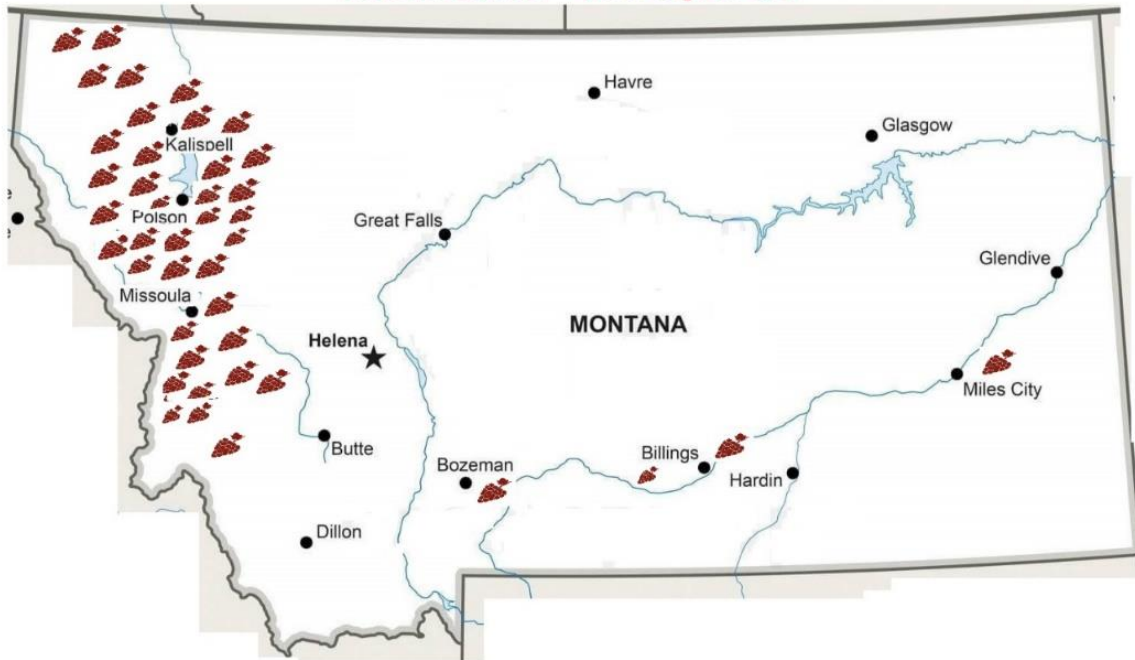 Havre
Glasgow
Kalispell
Polson
Great Falls
Glendive
Missoula
Helena
MONTANA
Miles City
Butte
Bozeman
Billings
Hardin
Dillon